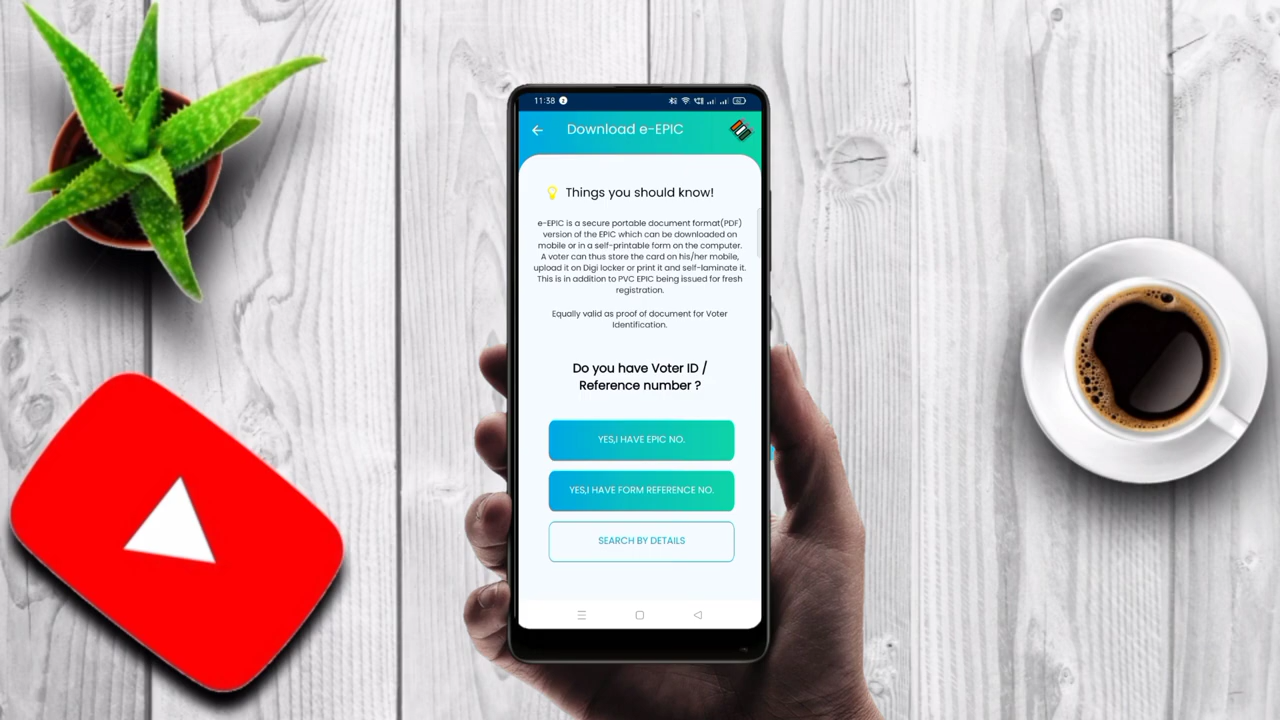 11:38
Download e-EPIC
Things you should know!
e-EPIC is a secure portable document format(PDF)
version of the EPIC which can be downloaded on
mobile or in a self-printable form on the computer.
A voter can thus store the card on his/her mobile,
upload it on Digi locker or print it and self-laminate it.
This is in addition to PVC EPIC being issued for fresh
registration.
Equally valid as proof of document for Voter
Identification.
Do you have Voter ID /
Reference number ?
YES,I HAVE EPIC NO.
YES,I HAVE FORM REFERENCE NO.
SEARCH BY DETAILS